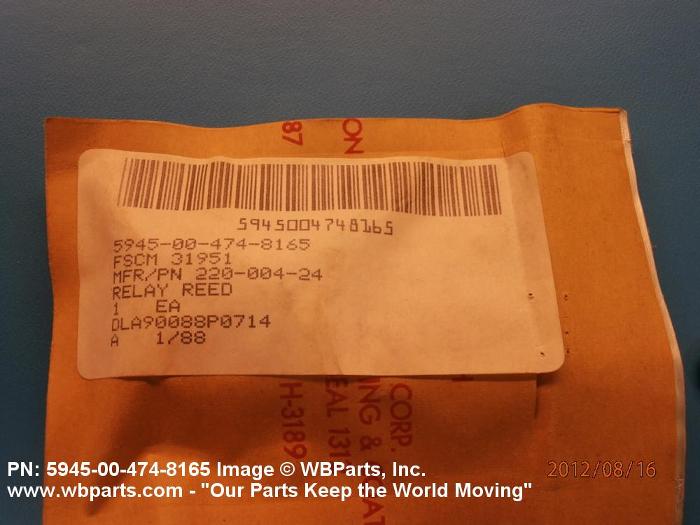 ON
87
5945004748165
5945-00-474-8165
FSCM 31951
MFR/PN 220-004-24
RELAY REED
1 EA
DLA90088P0714
A 1/88
CORP.
ING &
EAL 131
H-3189
PN: 5945-00-474-8165 Image © WBParts, Inc.
www.wbparts.com - "Our Parts Keep the World Moving"
2012/08/16